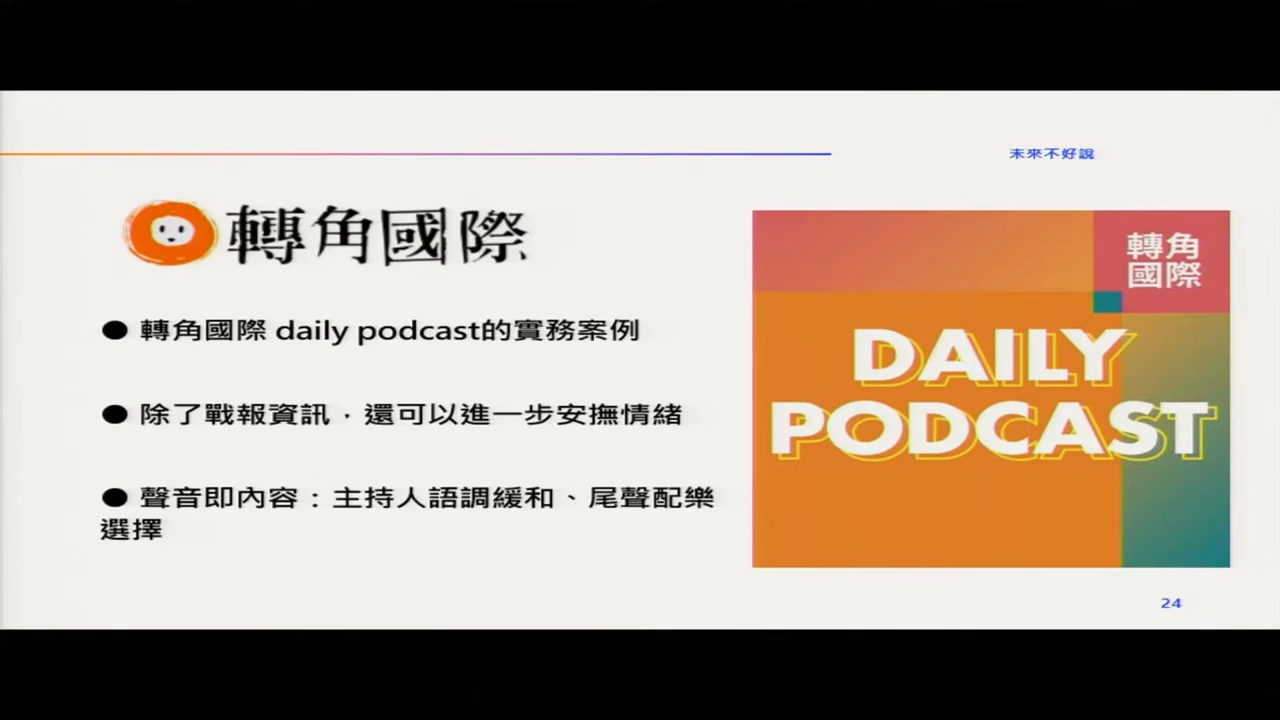 未來不好說
轉角國際
● 轉角國際 daily podcast的實務案例
● 除了戰報資訊，還可以進一步安撫情緒
● 聲音即內容：主持人語調緩和、尾聲配樂
選擇
轉角
國際
DAILY
PODCAST
24